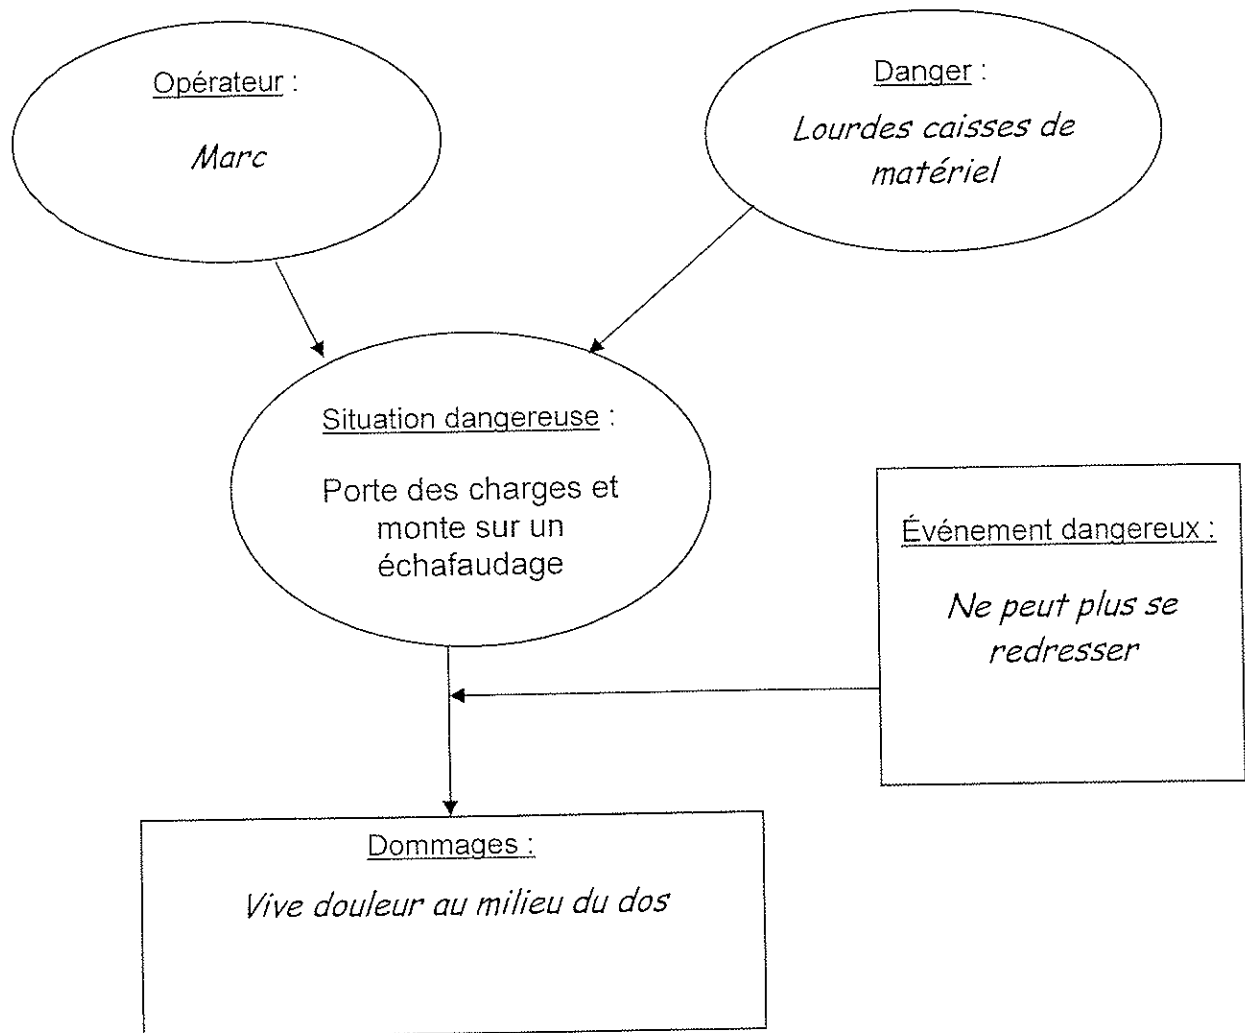 Opérateur :
Marc
Danger :
Lourdes caisses de
matériel
Situation dangereuse :
Porte des charges et
monte sur un
échafaudage
Événement dangereux :
Ne peut plus se
redresser
Dommages :
Vive douleur au milieu du dos